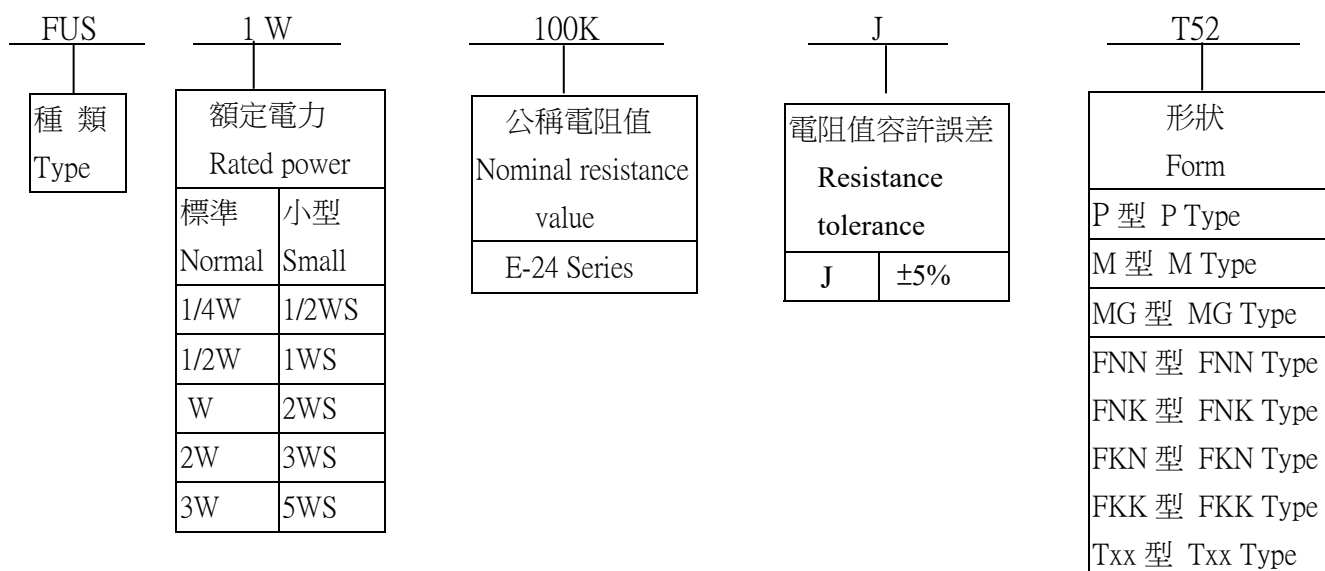 FUS 1 W 100K J T52
種 類
Type
額定電力
Rated power
標準 小型
Normal Small
1/4W 1/2WS
1/2W 1WS
W 2WS
2W 3WS
3W 5WS
公稱電阻值
Nominal resistance
value
E-24 Series
電阻值容許誤差
Resistance
tolerance
J ±5%
形狀
Form
P 型 P Type
M 型 M Type
MG 型 MG Type
FNN 型 FNN Type
FNK 型 FNK Type
FKN 型 FKN Type
FKK 型 FKK Type
Txx 型 Txx Type